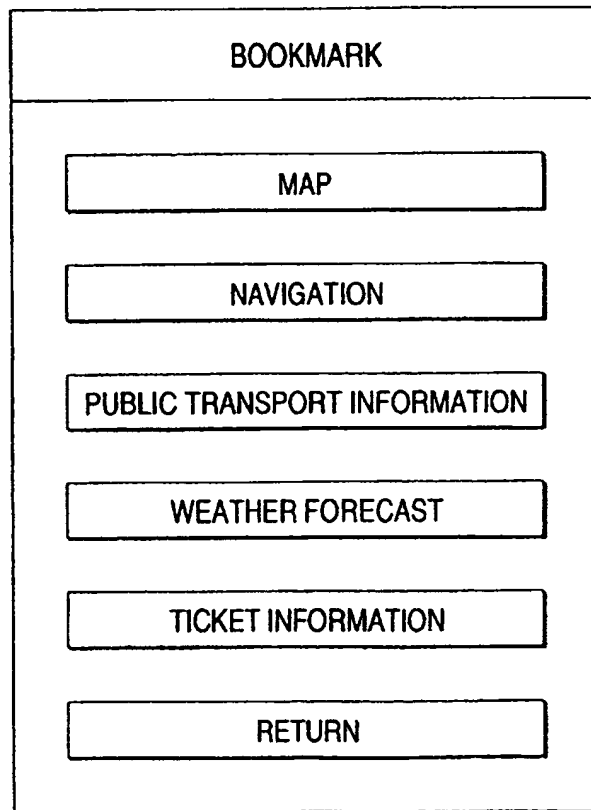 BOOKMARK
MAP
NAVIGATION
PUBLIC TRANSPORT INFORMATION
WEATHER FORECAST
TICKET INFORMATION
RETURN